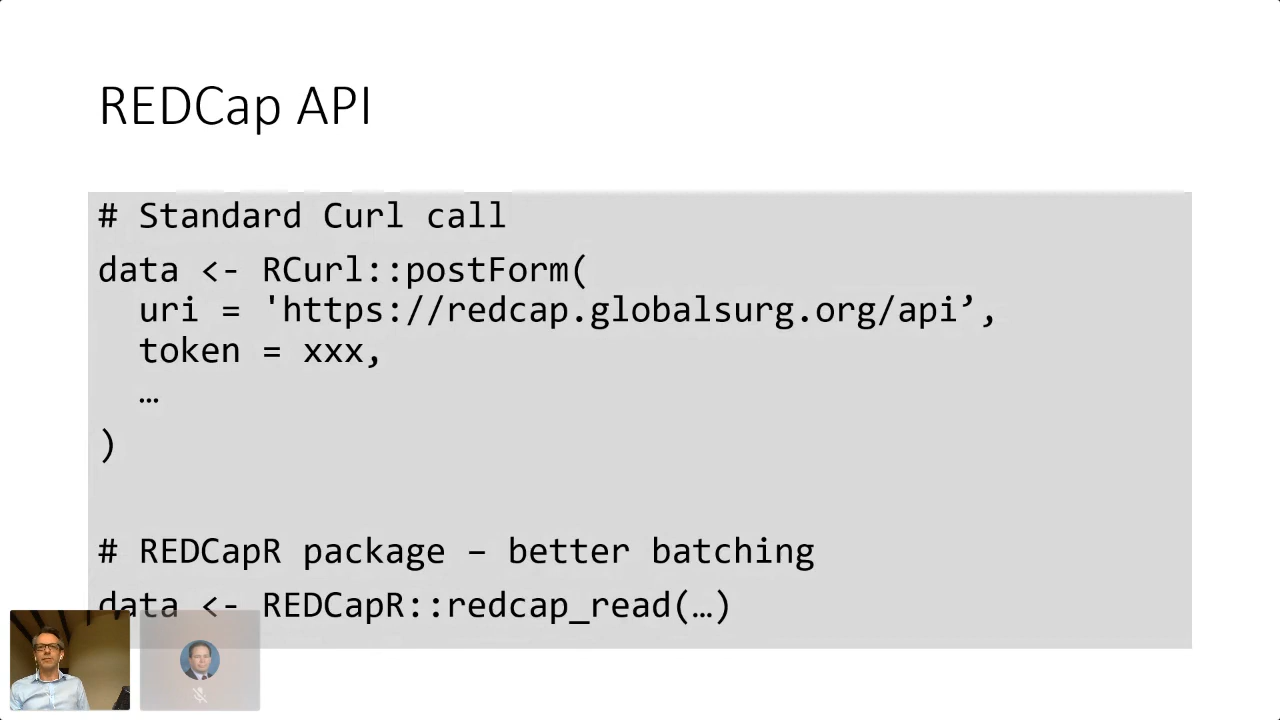 REDCap API
# Standard Curl call
data <- RCurl::postForm(
uri = 'https://redcap.globalsurg.org/api’,
token = xxx,
…
)
# REDCapR package – better batching
data <- REDCapR::redcap_read(…)